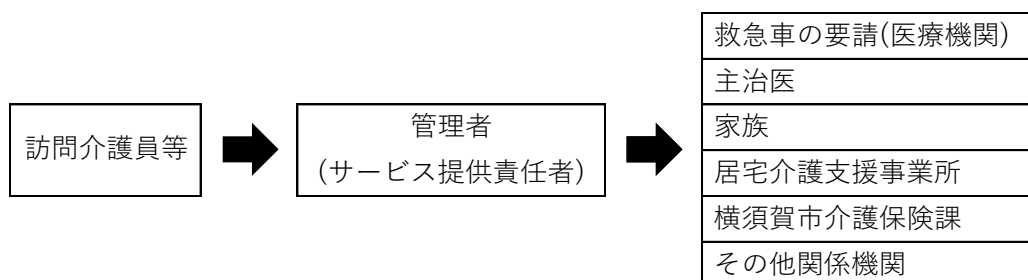 訪問介護員等
管理者
(サービス提供責任者)
救急車の要請(医療機関)
主治医
家族
居宅介護支援事業所
横須賀市介護保険課
その他関係機関